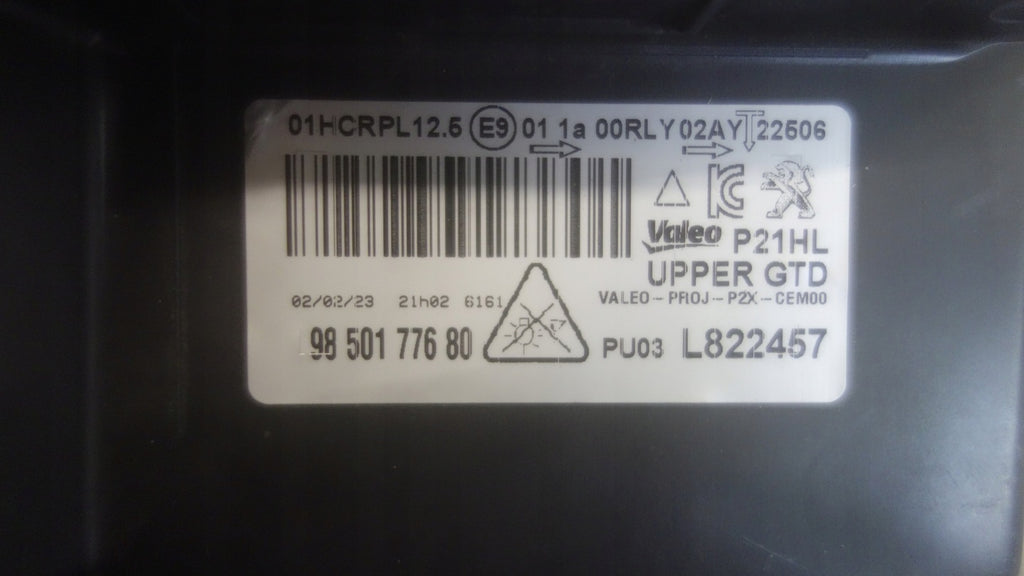 01HCRPL12.5 E9 01 1a 00RLY 02AY 22506
KC
Valeo P21HL
UPPER GTD
02/02/23 21h02 6161 VALEO-PROJ-P2X-CEM00
98 501 776 80 PU03 L822457